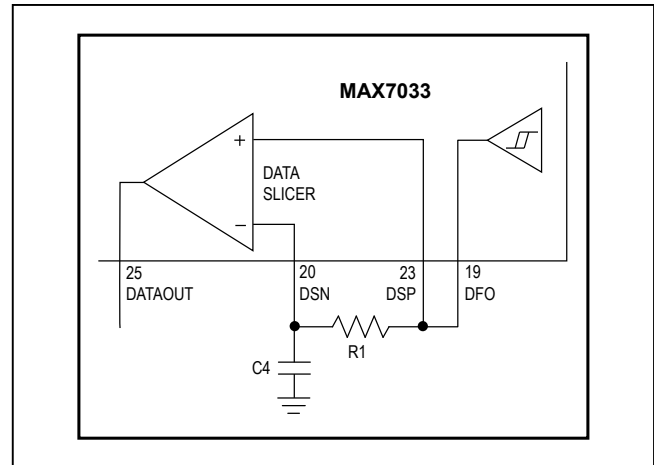 MAX7033
+
DATA
SLICER
−
25
DATAOUT
20
DSN
23
DSP
19
DFO
R1
C4